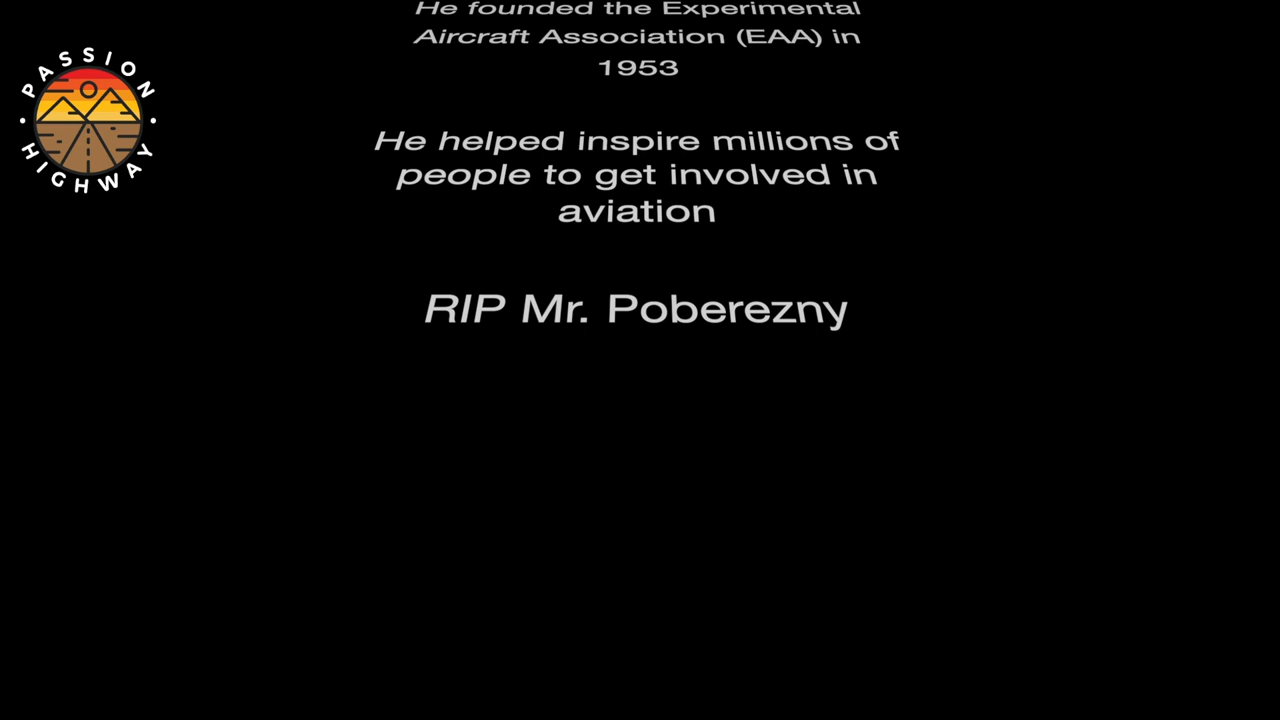 PASSION
HIGHWAY
He founded the Experimental
Aircraft Association (EAA) in
1953
He helped inspire millions of
people to get involved in
aviation
RIP Mr. Poberezny